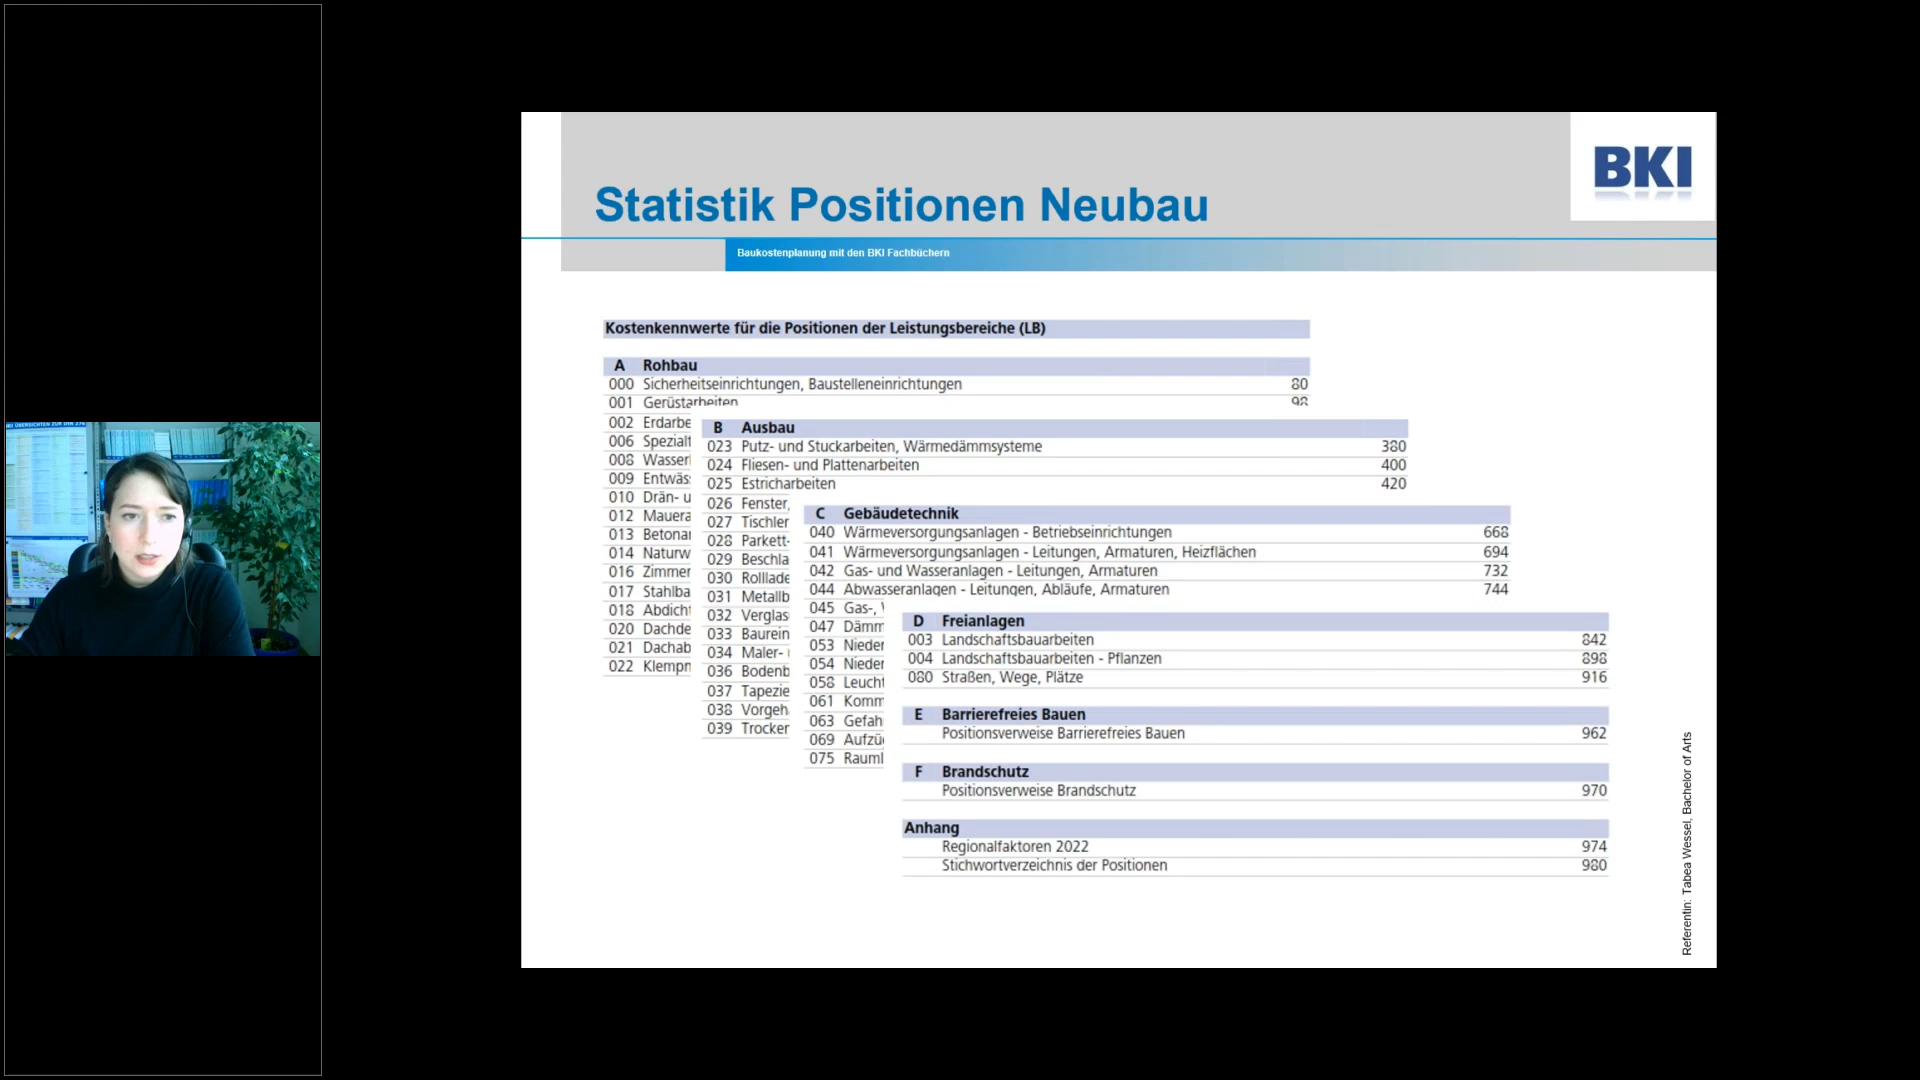 BKI
Statistik Positionen Neubau
Baukostenplanung mit den BKI Fachbüchern
Kostenkennwerte für die Positionen der Leistungsbereiche (LB)
A Rohbau
000 Sicherheitseinrichtungen, Baustelleneinrichtungen 80
001 Gerüstarbeiten 98
002 Erdarbe
006 Spezialt
008 Wasser
009 Entwäs
010 Drän- u
012 Mauera
013 Betonar
014 Naturw
016 Zimmer
017 Stahlba
018 Abdicht
020 Dachde
021 Dachab
022 Klempn
B Ausbau
023 Putz- und Stuckarbeiten, Wärmedämmsysteme 380
024 Fliesen- und Plattenarbeiten 400
025 Estricharbeiten 420
026 Fenster,
027 Tischler
028 Parkett-
029 Beschla
030 Rolllade
031 Metallb
032 Verglas
033 Baurein
034 Maler-
036 Bodenb
037 Tapezie
038 Vorgeh
039 Trocker
C Gebäudetechnik
040 Wärmeversorgungsanlagen - Betriebseinrichtungen 668
041 Wärmeversorgungsanlagen - Leitungen, Armaturen, Heizflächen 694
042 Gas- und Wasseranlagen - Leitungen, Armaturen 732
044 Abwasseranlagen - Leitungen, Abläufe, Armaturen 744
045 Gas-,
047 Dämm
053 Nieder
054 Nieder
058 Leucht
061 Komm
063 Gefah
069 Aufzü
075 Rauml
D Freianlagen
003 Landschaftsbauarbeiten 842
004 Landschaftsbauarbeiten - Pflanzen 898
080 Straßen, Wege, Plätze 916
E Barrierefreies Bauen
Positionsverweise Barrierefreies Bauen 962
F Brandschutz
Positionsverweise Brandschutz 970
Anhang
Regionalfaktoren 2022 974
Stichwortverzeichnis der Positionen 980
Referentin: Tabea Wessel, Bachelor of Arts